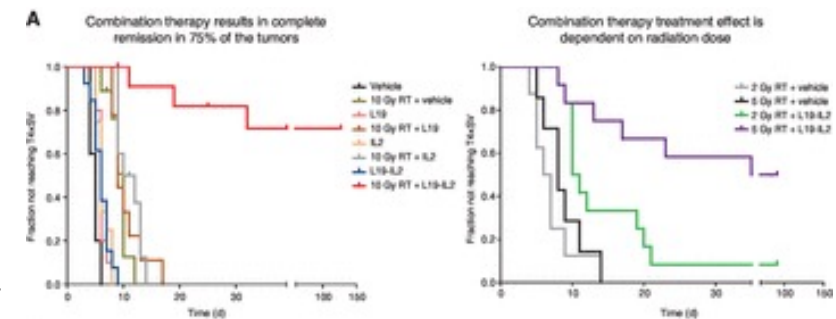 A
Combination therapy results in complete
remission in 75% of the tumors
Fraction not reaching T4xSV
1.0
0.8
0.6
0.4
0.2
0.0
0 10 20 30 100 150
Time (d)
Vehicle
10 Gy RT + vehicle
L19
10 Gy RT + L19
IL2
10 Gy RT + IL2
L19-IL2
10 Gy RT + L19-IL2
Combination therapy treatment effect is
dependent on radiation dose
Fraction not reaching T4xSV
1.0
0.8
0.6
0.4
0.2
0.0
0 10 20 30 100 150
Time (d)
2 Gy RT + vehicle
5 Gy RT + vehicle
2 Gy RT + L19-IL2
5 Gy RT + L19-IL2